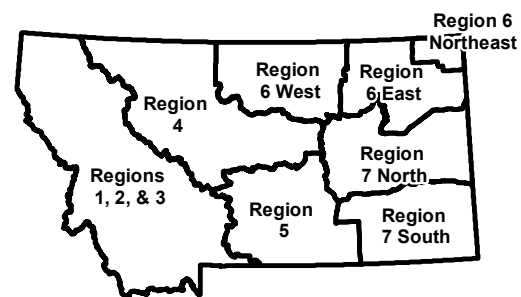 Region 6
Northeast
Region
6 West
Region
6 East
Region
4
Region
7 North
Regions
1, 2, & 3
Region
5
Region
7 South